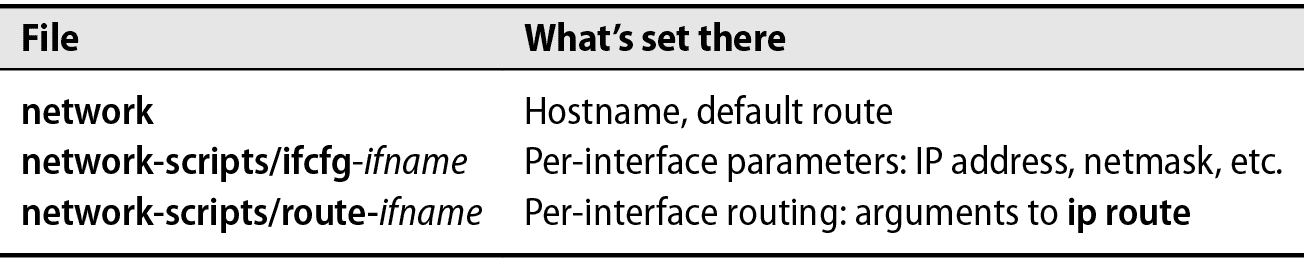 File What's set there
network Hostname, default route
network-scripts/ifcfg-ifname Per-interface parameters: IP address, netmask, etc.
network-scripts/route-ifname Per-interface routing: arguments to ip route